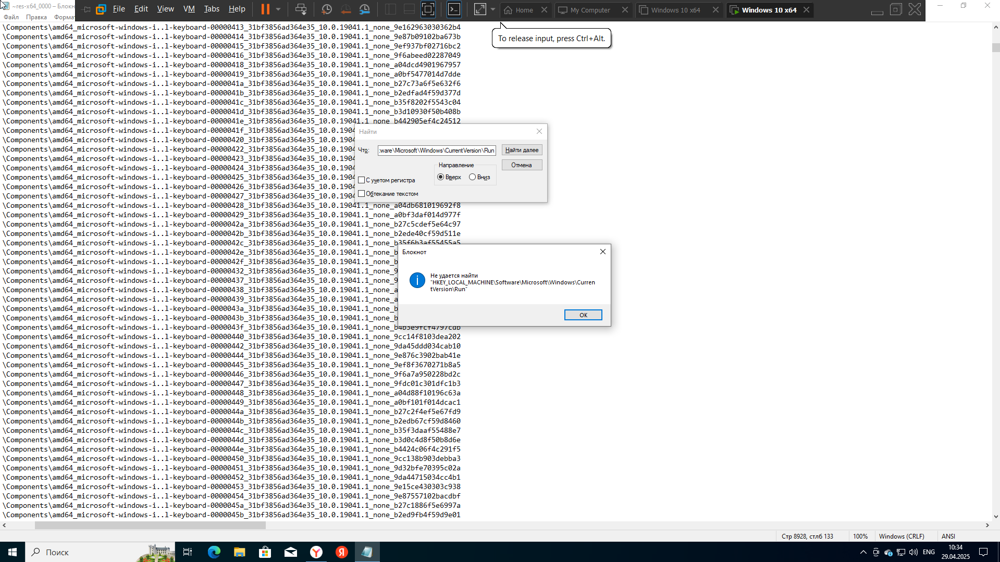 ~res-x64_0000 – Блокн
File Edit View VM Tabs Help
Home
My Computer
Windows 10 x64
Windows 10 x64
Файл Правка Формат
To release input, press Ctrl+Alt.
\Components\amd64_microsoft-windows-i..l-keyboard-00000413_31bf3856ad364e35_10.0.19041.1_none_9e162963030362b4
\Components\amd64_microsoft-windows-i..l-keyboard-00000414_31bf3856ad364e35_10.0.19041.1_none_9e87b09102ba673b
\Components\amd64_microsoft-windows-i..l-keyboard-00000415_31bf3856ad364e35_10.0.19041.1_none_9ef937bf02716bc2
\Components\amd64_microsoft-windows-i..l-keyboard-00000416_31bf3856ad364e35_10.0.19041.1_none_9f6abeed02287049
\Components\amd64_microsoft-windows-i..l-keyboard-00000418_31bf3856ad364e35_10.0.19041.1_none_a04dcd4901967957
\Components\amd64_microsoft-windows-i..l-keyboard-00000419_31bf3856ad364e35_10.0.19041.1_none_a0bf5477014d7dde
\Components\amd64_microsoft-windows-i..l-keyboard-0000041a_31bf3856ad364e35_10.0.19041.1_none_b27c73a6f5e632f6
\Components\amd64_microsoft-windows-i..l-keyboard-0000041b_31bf3856ad364e35_10.0.19041.1_none_b2edfad4f59d377d
\Components\amd64_microsoft-windows-i..l-keyboard-0000041c_31bf3856ad364e35_10.0.19041.1_none_b35f8202f5543c04
\Components\amd64_microsoft-windows-i..l-keyboard-0000041d_31bf3856ad364e35_10.0.19041.1_none_b3d10930f50b408b
\Components\amd64_microsoft-windows-i..l-keyboard-0000041e_31bf3856ad364e35_10.0.19041.1_none_b442905ef4c24512
\Components\amd64_microsoft-windows-i..l-keyboard-0000041f_31bf3856ad364e35_10.0.1904
\Components\amd64_microsoft-windows-i..l-keyboard-00000420_31bf3856ad364e35_10.0.1904
\Components\amd64_microsoft-windows-i..l-keyboard-00000422_31bf3856ad364e35_10.0.1904
\Components\amd64_microsoft-windows-i..l-keyboard-00000423_31bf3856ad364e35_10.0.1904
\Components\amd64_microsoft-windows-i..l-keyboard-00000424_31bf3856ad364e35_10.0.1904
\Components\amd64_microsoft-windows-i..l-keyboard-00000425_31bf3856ad364e35_10.0.1904
\Components\amd64_microsoft-windows-i..l-keyboard-00000426_31bf3856ad364e35_10.0.1904
\Components\amd64_microsoft-windows-i..l-keyboard-00000427_31bf3856ad364e35_10.0.1904
\Components\amd64_microsoft-windows-i..l-keyboard-00000428_31bf3856ad364e35_10.0.19041.1_none_a04db681019692f8
\Components\amd64_microsoft-windows-i..l-keyboard-00000429_31bf3856ad364e35_10.0.19041.1_none_a0bf3daf014d977f
\Components\amd64_microsoft-windows-i..l-keyboard-0000042a_31bf3856ad364e35_10.0.19041.1_none_b27c5cdef5e64c97
\Components\amd64_microsoft-windows-i..l-keyboard-0000042b_31bf3856ad364e35_10.0.19041.1_none_b2ede40cf59d511e
\Components\amd64_microsoft-windows-i..l-keyboard-0000042c_31bf3856ad364e35_10.0.19041.1_none_b35f6b3af55455a5
\Components\amd64_microsoft-windows-i..l-keyboard-0000042e_31bf3856ad364e35_10.0.19041.1_none_b
\Components\amd64_microsoft-windows-i..l-keyboard-0000042f_31bf3856ad364e35_10.0.19041.1_none_b
\Components\amd64_microsoft-windows-i..l-keyboard-00000432_31bf3856ad364e35_10.0.19041.1_none_9
\Components\amd64_microsoft-windows-i..l-keyboard-00000437_31bf3856ad364e35_10.0.19041.1_none_9
\Components\amd64_microsoft-windows-i..l-keyboard-00000438_31bf3856ad364e35_10.0.19041.1_none_a
\Components\amd64_microsoft-windows-i..l-keyboard-00000439_31bf3856ad364e35_10.0.19041.1_none_a
\Components\amd64_microsoft-windows-i..l-keyboard-0000043a_31bf3856ad364e35_10.0.19041.1_none_b
\Components\amd64_microsoft-windows-i..l-keyboard-0000043b_31bf3856ad364e35_10.0.19041.1_none_b
\Components\amd64_microsoft-windows-i..l-keyboard-0000043f_31bf3856ad364e35_10.0.19041.1_none_b4b3e9fcf4797cdb
\Components\amd64_microsoft-windows-i..l-keyboard-00000440_31bf3856ad364e35_10.0.19041.1_none_9cc14f8103dea202
\Components\amd64_microsoft-windows-i..l-keyboard-00000442_31bf3856ad364e35_10.0.19041.1_none_9da45ddd034cab10
\Components\amd64_microsoft-windows-i..l-keyboard-00000444_31bf3856ad364e35_10.0.19041.1_none_9e876c3902bab41e
\Components\amd64_microsoft-windows-i..l-keyboard-00000445_31bf3856ad364e35_10.0.19041.1_none_9ef8f3670271b8a5
\Components\amd64_microsoft-windows-i..l-keyboard-00000446_31bf3856ad364e35_10.0.19041.1_none_9f6a7a950228bd2c
\Components\amd64_microsoft-windows-i..l-keyboard-00000447_31bf3856ad364e35_10.0.19041.1_none_9fdc01c301dfc1b3
\Components\amd64_microsoft-windows-i..l-keyboard-00000448_31bf3856ad364e35_10.0.19041.1_none_a04d88f10196c63a
\Components\amd64_microsoft-windows-i..l-keyboard-00000449_31bf3856ad364e35_10.0.19041.1_none_a0bf101f014dcac1
\Components\amd64_microsoft-windows-i..l-keyboard-0000044a_31bf3856ad364e35_10.0.19041.1_none_b27c2f4ef5e67fd9
\Components\amd64_microsoft-windows-i..l-keyboard-0000044b_31bf3856ad364e35_10.0.19041.1_none_b2edb67cf59d8460
\Components\amd64_microsoft-windows-i..l-keyboard-0000044c_31bf3856ad364e35_10.0.19041.1_none_b35f3daaf55488e7
\Components\amd64_microsoft-windows-i..l-keyboard-0000044d_31bf3856ad364e35_10.0.19041.1_none_b3d0c4d8f50b8d6e
\Components\amd64_microsoft-windows-i..l-keyboard-0000044e_31bf3856ad364e35_10.0.19041.1_none_b4424c06f4c291f5
\Components\amd64_microsoft-windows-i..l-keyboard-00000450_31bf3856ad364e35_10.0.19041.1_none_9cc138b903debba3
\Components\amd64_microsoft-windows-i..l-keyboard-00000451_31bf3856ad364e35_10.0.19041.1_none_9d32bfe70395c02a
\Components\amd64_microsoft-windows-i..l-keyboard-00000452_31bf3856ad364e35_10.0.19041.1_none_9da44715034cc4b1
\Components\amd64_microsoft-windows-i..l-keyboard-00000453_31bf3856ad364e35_10.0.19041.1_none_9e15ce430303c938
\Components\amd64_microsoft-windows-i..l-keyboard-00000454_31bf3856ad364e35_10.0.19041.1_none_9e87557102bacdbf
\Components\amd64_microsoft-windows-i..l-keyboard-0000045a_31bf3856ad364e35_10.0.19041.1_none_b27c1886f5e6997a
\Components\amd64_microsoft-windows-i..l-keyboard-0000045b_31bf3856ad364e35_10.0.19041.1_none_b2ed9fb4f59d9e01
Найти
Что:
:ware\Microsoft\Windows\CurrentVersion\Run
Найти далее
Направление
Отмена
Вверх
Вниз
С учетом регистра
Обтекание текстом
Блокнот
Не удается найти
"HKEY_LOCAL_MACHINE\Software\Microsoft\Windows\Curren
tVersion\Run"
OK
Стр 8928, стлб 133
100%
Windows (CRLF)
ANSI
Поиск
ENG
10:34
29.04.2025